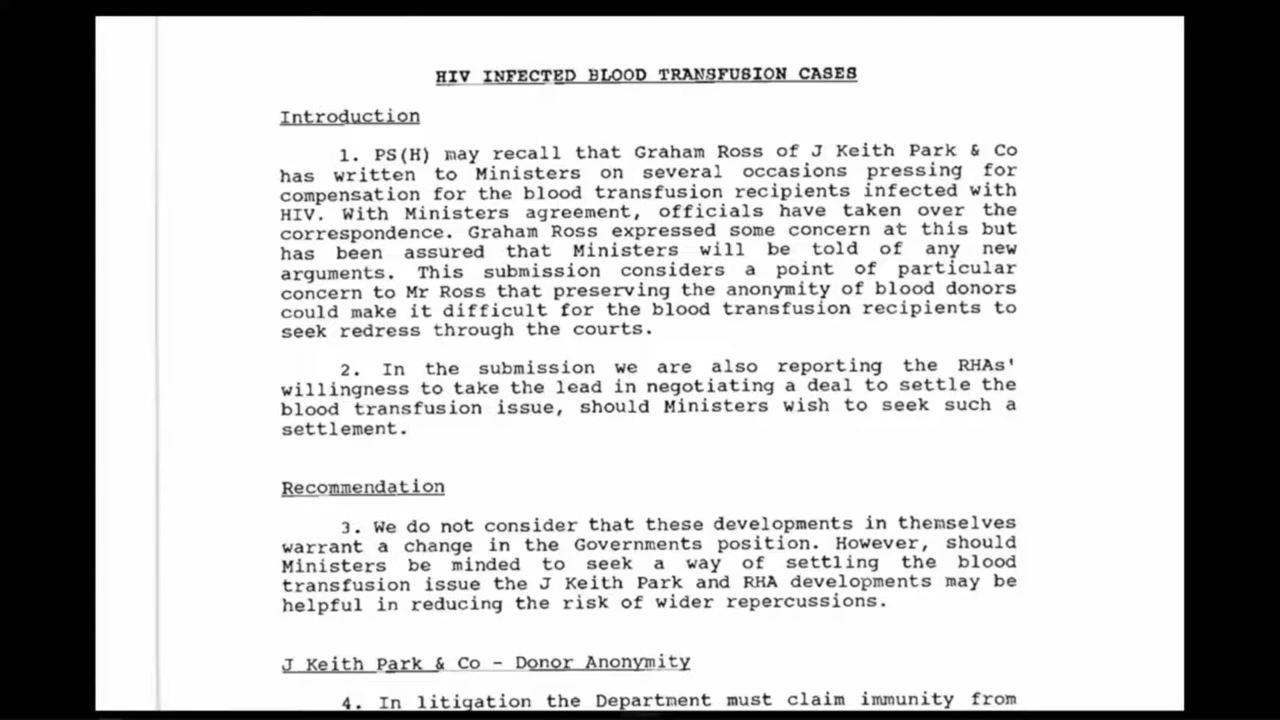 HIV INFECTED BLOOD TRANSFUSION CASES
Introduction
1. PS(H) may recall that Graham Ross of J Keith Park & Co
has written to Ministers on several occasions pressing for
compensation for the blood transfusion recipients infected with
HIV. With Ministers agreement, officials have taken over the
correspondence. Graham Ross expressed some concern at this but
has been assured that Ministers will be told of any new
arguments. This submission considers a point of particular
concern to Mr Ross that preserving the anonymity of blood donors
could make it difficult for the blood transfusion recipients to
seek redress through the courts.
2. In the submission we are also reporting the RHAs'
willingness to take the lead in negotiating a deal to settle the
blood transfusion issue, should Ministers wish to seek such a
settlement.
Recommendation
3. We do not consider that these developments in themselves
warrant a change in the Governments position. However, should
Ministers be minded to seek a way of settling the blood
transfusion issue the J Keith Park and RHA developments may be
helpful in reducing the risk of wider repercussions.
J Keith Park & Co - Donor Anonymity
4. In litigation the Department must claim immunity from